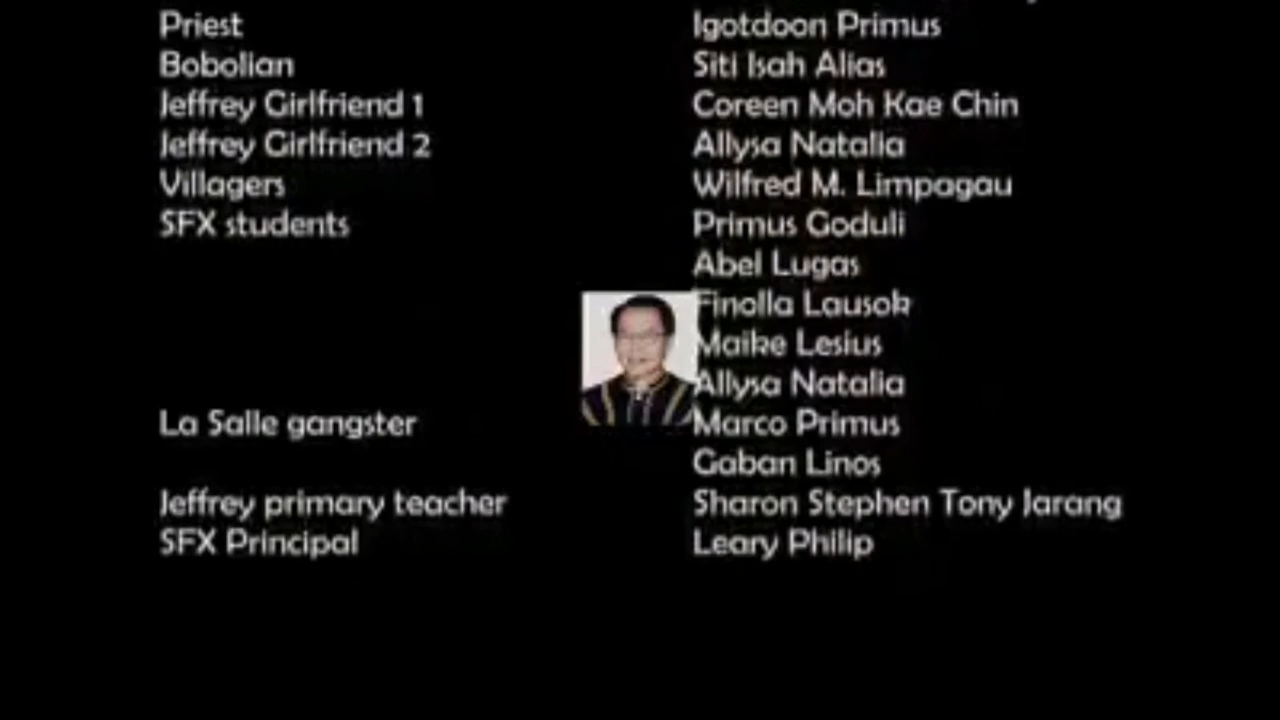 Priest Igotdoon Primus
Bobolian Siti Isah Alias
Jeffrey Girlfriend 1 Coreen Moh Kae Chin
Jeffrey Girlfriend 2 Allysa Natalia
Villagers Wilfred M. Limpagau
SFX students Primus Goduli
Abel Lugas
Finolla Lausok
Maike Lesius
Allysa Natalia
La Salle gangster Marco Primus
Gaban Linos
Jeffrey primary teacher Sharon Stephen Tony Jarang
SFX Principal Leary Philip